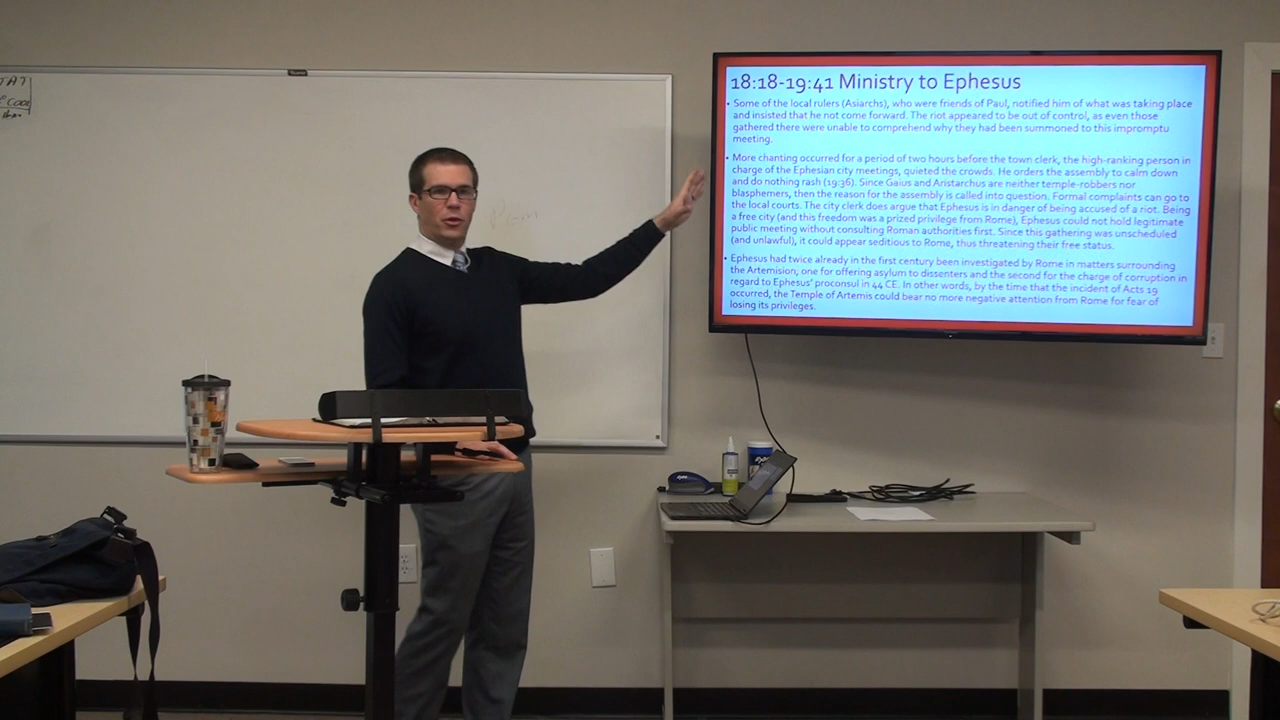 18:18-19:41 Ministry to Ephesus
• Some of the local rulers (Asiarchs), who were friends of Paul, notified him of what was taking place
and insisted that he not come forward. The riot appeared to be out of control, as even those
gathered there were unable to comprehend why they had been summoned to this impromptu
meeting.
• More chanting occurred for a period of two hours before the town clerk, the high-ranking person in
charge of the Ephesian city meetings, quieted the crowds. He orders the assembly to calm down
and do nothing rash (19:36). Since Gaius and Aristarchus are neither temple-robbers nor
blasphemers, then the reason for the assembly is called into question. Formal complaints can go to
the local courts. The city clerk does argue that Ephesus is in danger of being accused of a riot. Being
a free city (and this freedom was a prized privilege from Rome), Ephesus could not hold legitimate
public meeting without consulting Roman authorities first. Since this gathering was unscheduled
(and unlawful), it could appear seditious to Rome, thus threatening their free status.
• Ephesus had twice already in the first century been investigated by Rome in matters surrounding
the Artemision, one for offering asylum to dissenters and the second for the charge of corruption in
regard to Ephesus' proconsul in 44 CE. In other words, by the time that the incident of Acts 19
occurred, the Temple of Artemis could bear no more negative attention from Rome for fear of
losing its privileges.